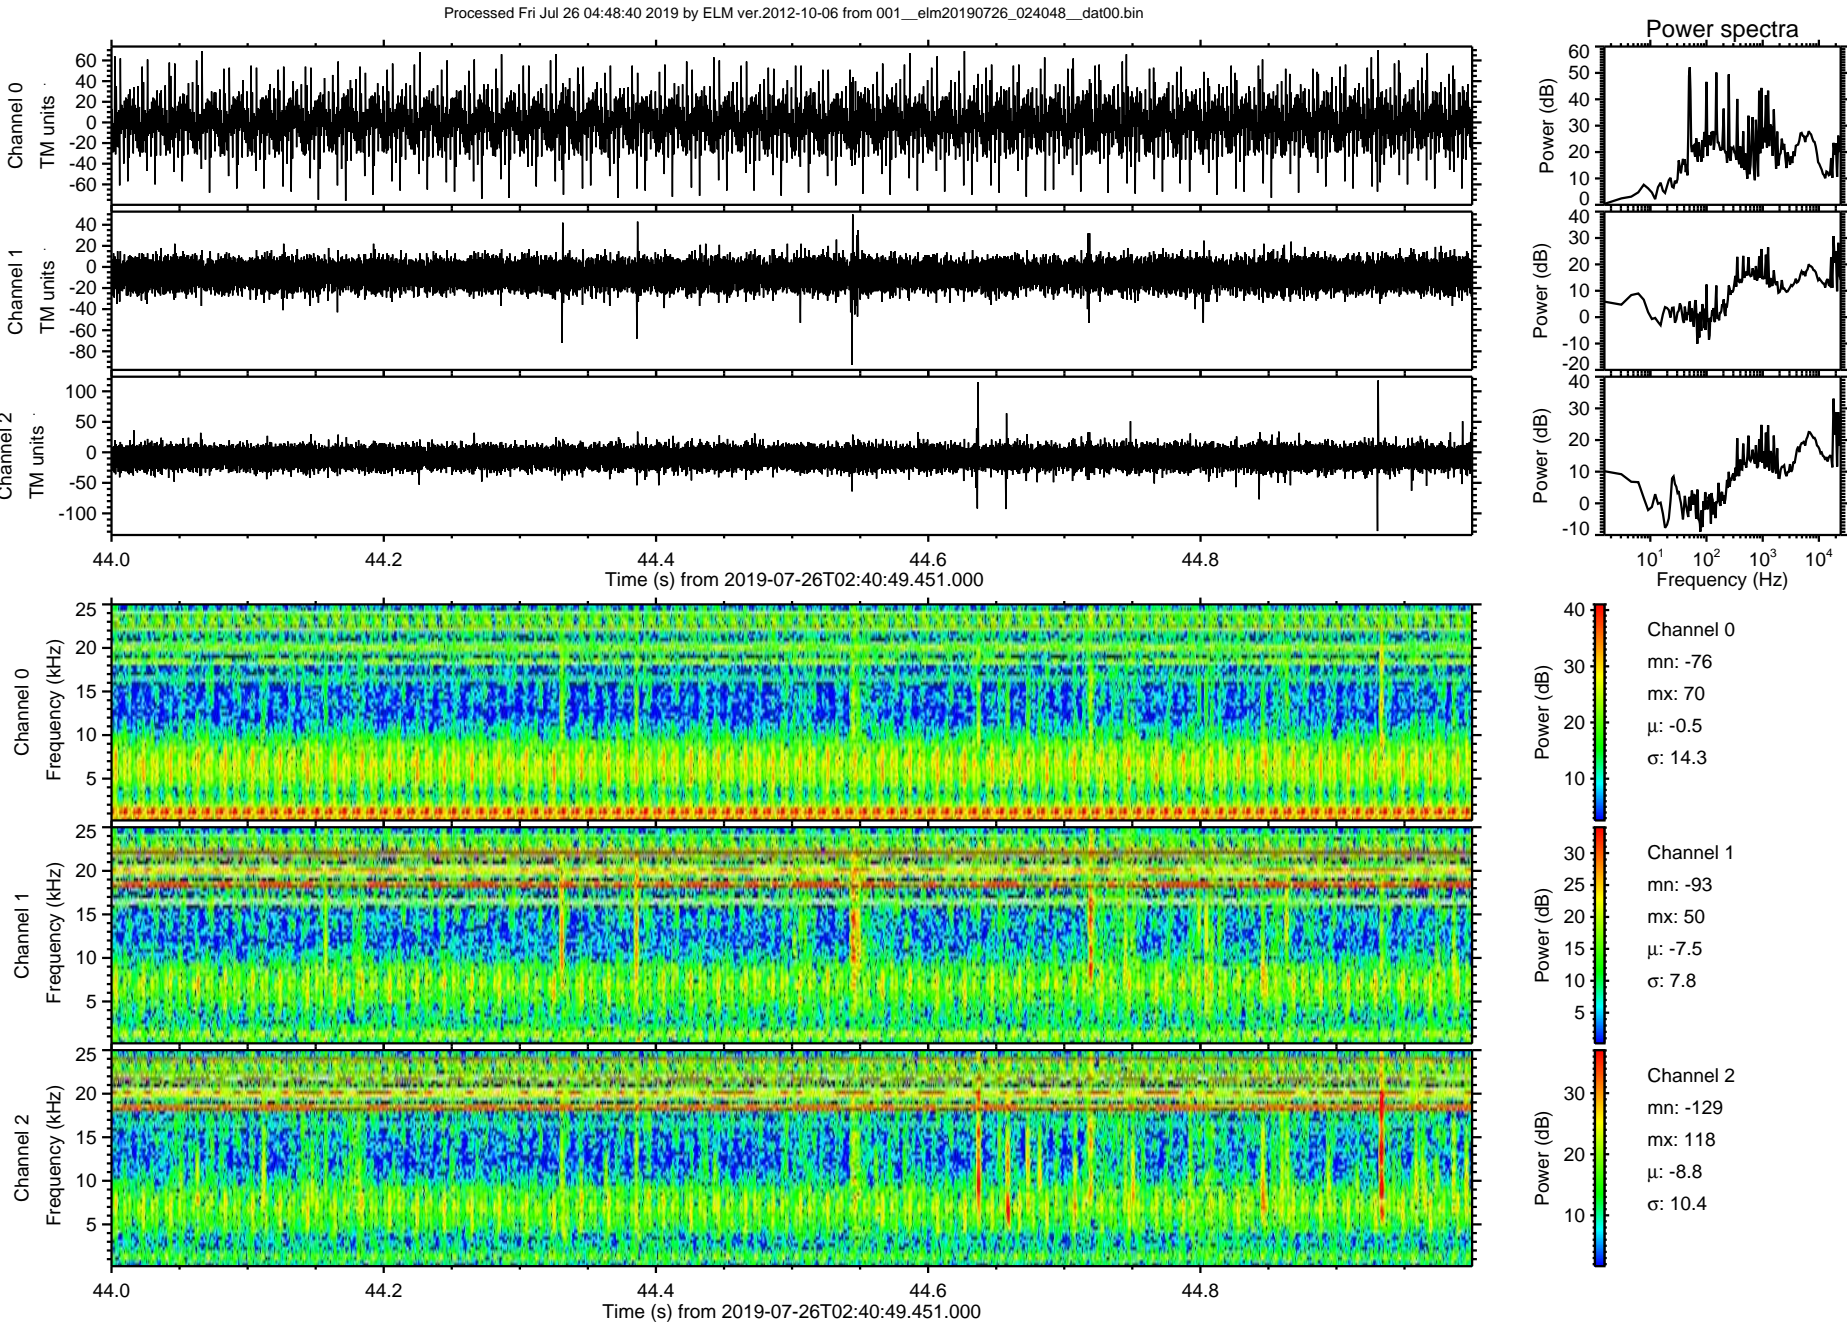 Processed Fri Jul 26 04:48:40 2019 by ELM ver.2012-10-06 from 001__elm20190726_024048__dat00.bin
Power spectra
Channel 0
TM units
60
40
20
0
-20
-40
-60
Power (dB)
60
50
40
30
20
10
0
Channel 1
TM units
40
20
0
-20
-40
-60
-80
Power (dB)
40
30
20
10
0
-10
-20
Channel 2
TM units
100
50
0
-50
-100
Power (dB)
40
30
20
10
0
-10
44.0 44.2 44.4 44.6 44.8
Time (s) from 2019-07-26T02:40:49.451.000
10^1 10^2 10^3 10^4
Frequency (Hz)
Channel 0
Frequency (kHz)
25
20
15
10
5
Power (dB)
40
30
20
10
Channel 0
mn: -76
mx: 70
μ: -0.5
σ: 14.3
Channel 1
Frequency (kHz)
25
20
15
10
5
Power (dB)
30
25
20
15
10
5
Channel 1
mn: -93
mx: 50
μ: -7.5
σ: 7.8
Channel 2
Frequency (kHz)
25
20
15
10
5
Power (dB)
30
20
10
Channel 2
mn: -129
mx: 118
μ: -8.8
σ: 10.4
44.0 44.2 44.4 44.6 44.8
Time (s) from 2019-07-26T02:40:49.451.000